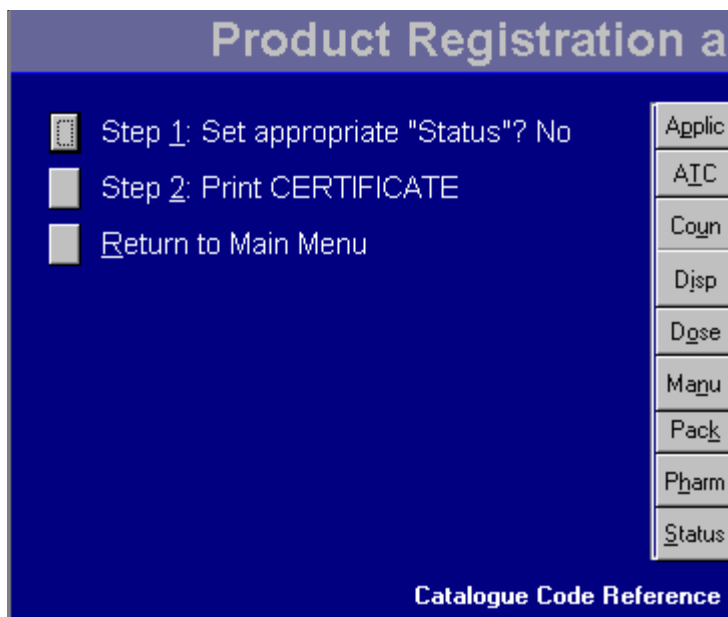 Product Registration a
Step 1: Set appropriate "Status"? No
Step 2: Print CERTIFICATE
Return to Main Menu
Applic
ATC
Coun
Disp
Dose
Manu
Pack
Pharm
Status
Catalogue Code Reference